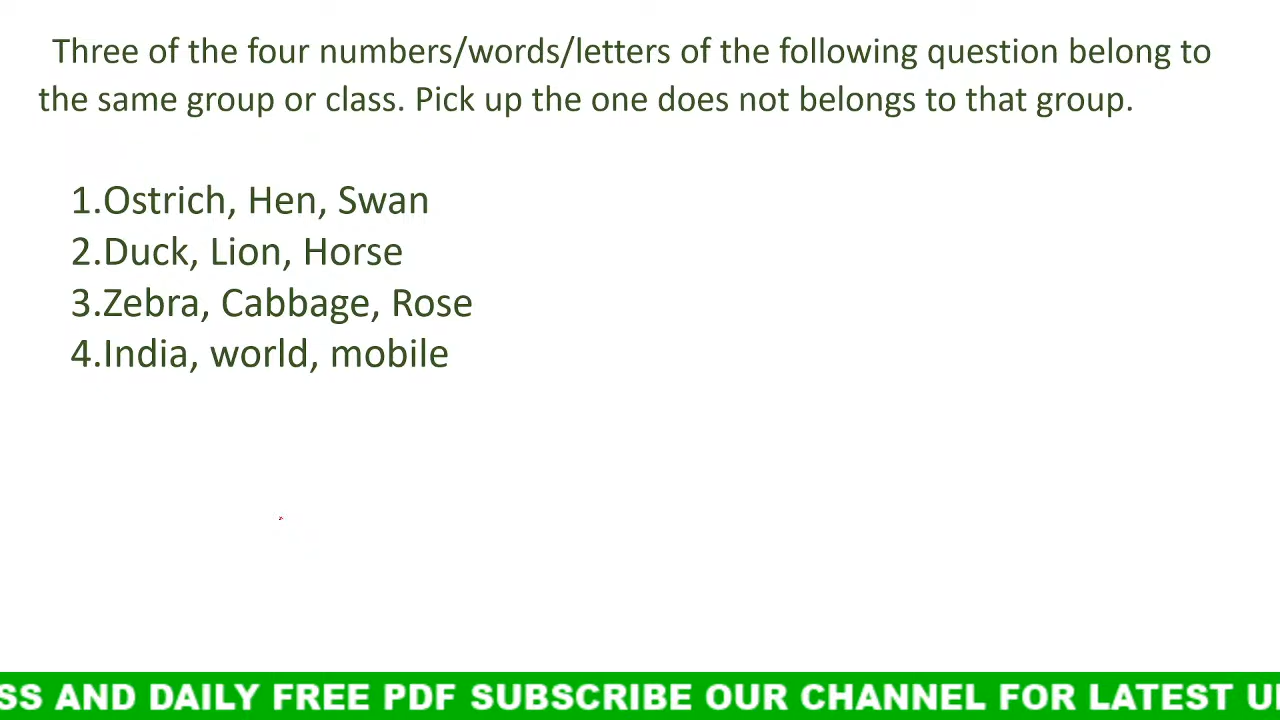 Three of the four numbers/words/letters of the following question belong to
the same group or class. Pick up the one does not belongs to that group.
1.Ostrich, Hen, Swan
2.Duck, Lion, Horse
3.Zebra, Cabbage, Rose
4.India, world, mobile
SS AND DAILY FREE PDF SUBSCRIBE OUR CHANNEL FOR LATEST U